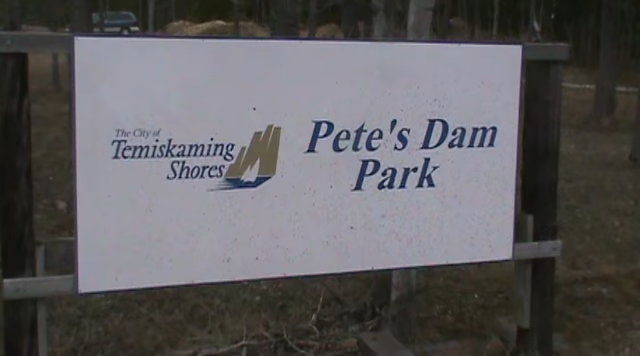 The City of
Temiskaming
Shores
Pete's Dam
Park